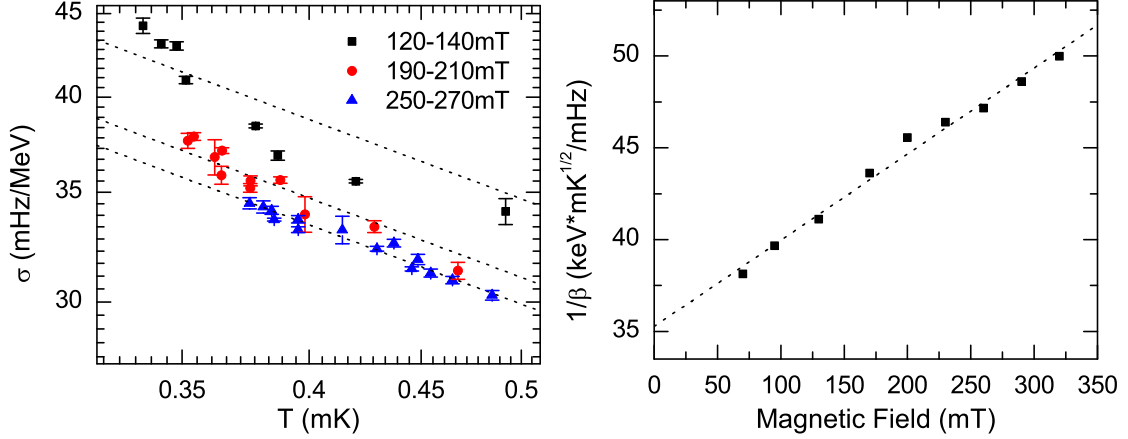 σ (mHz/MeV)
45
40
35
30
120-140mT
190-210mT
250-270mT
0.35
0.4
0.45
0.5
T (mK)
1/β (keV*mK^1/2/mHz)
50
45
40
35
0
50
100
150
200
250
300
350
Magnetic Field (mT)